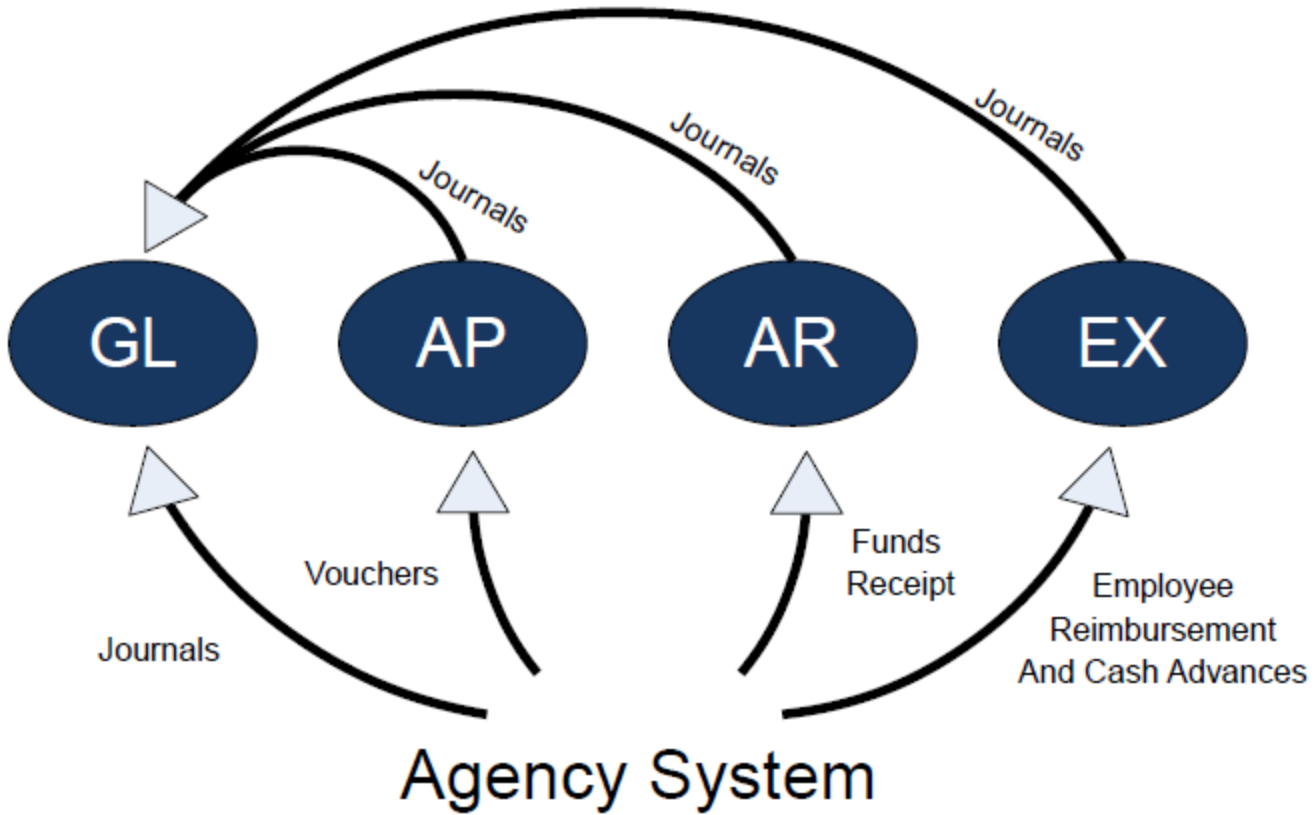 Journals
Journals
Journals
GL
AP
AR
EX
Vouchers
Funds
Receipt
Employee
Reimbursement
And Cash Advances
Journals
Agency System